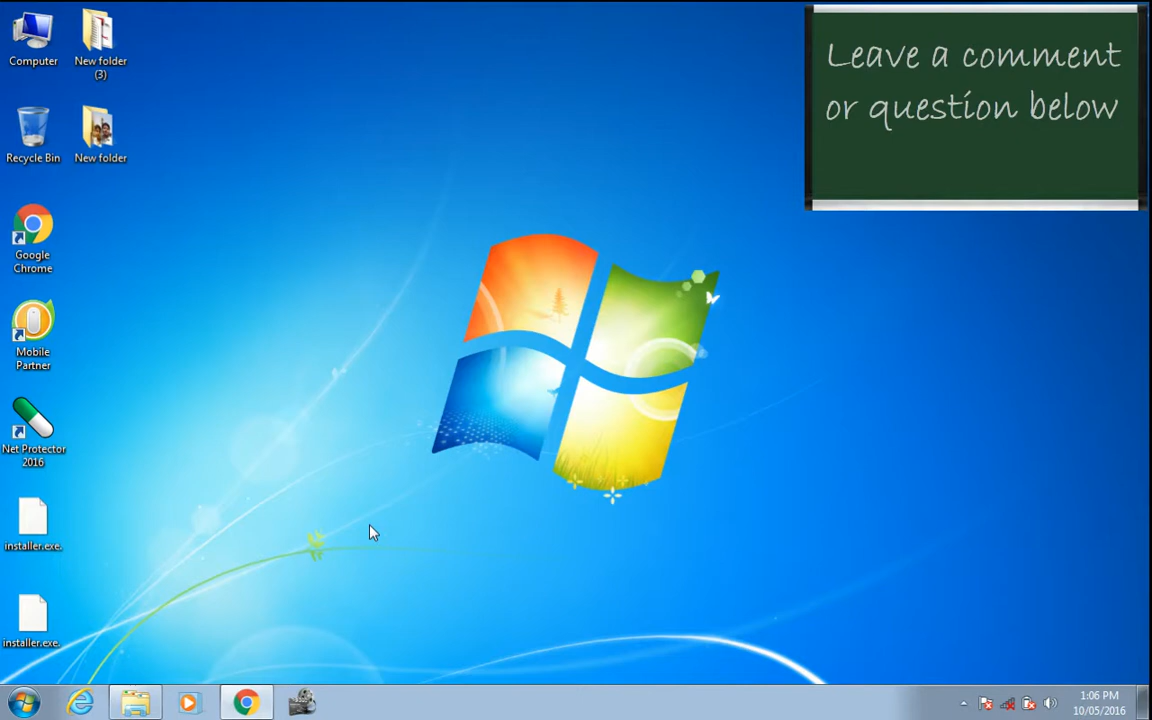 Computer
New folder
(3)
Recycle Bin
New folder
Google
Chrome
Mobile
Partner
Net Protector
2016
installer.exe.
installer.exe.
Leave a comment
or question below
1:06 PM
10/05/2016